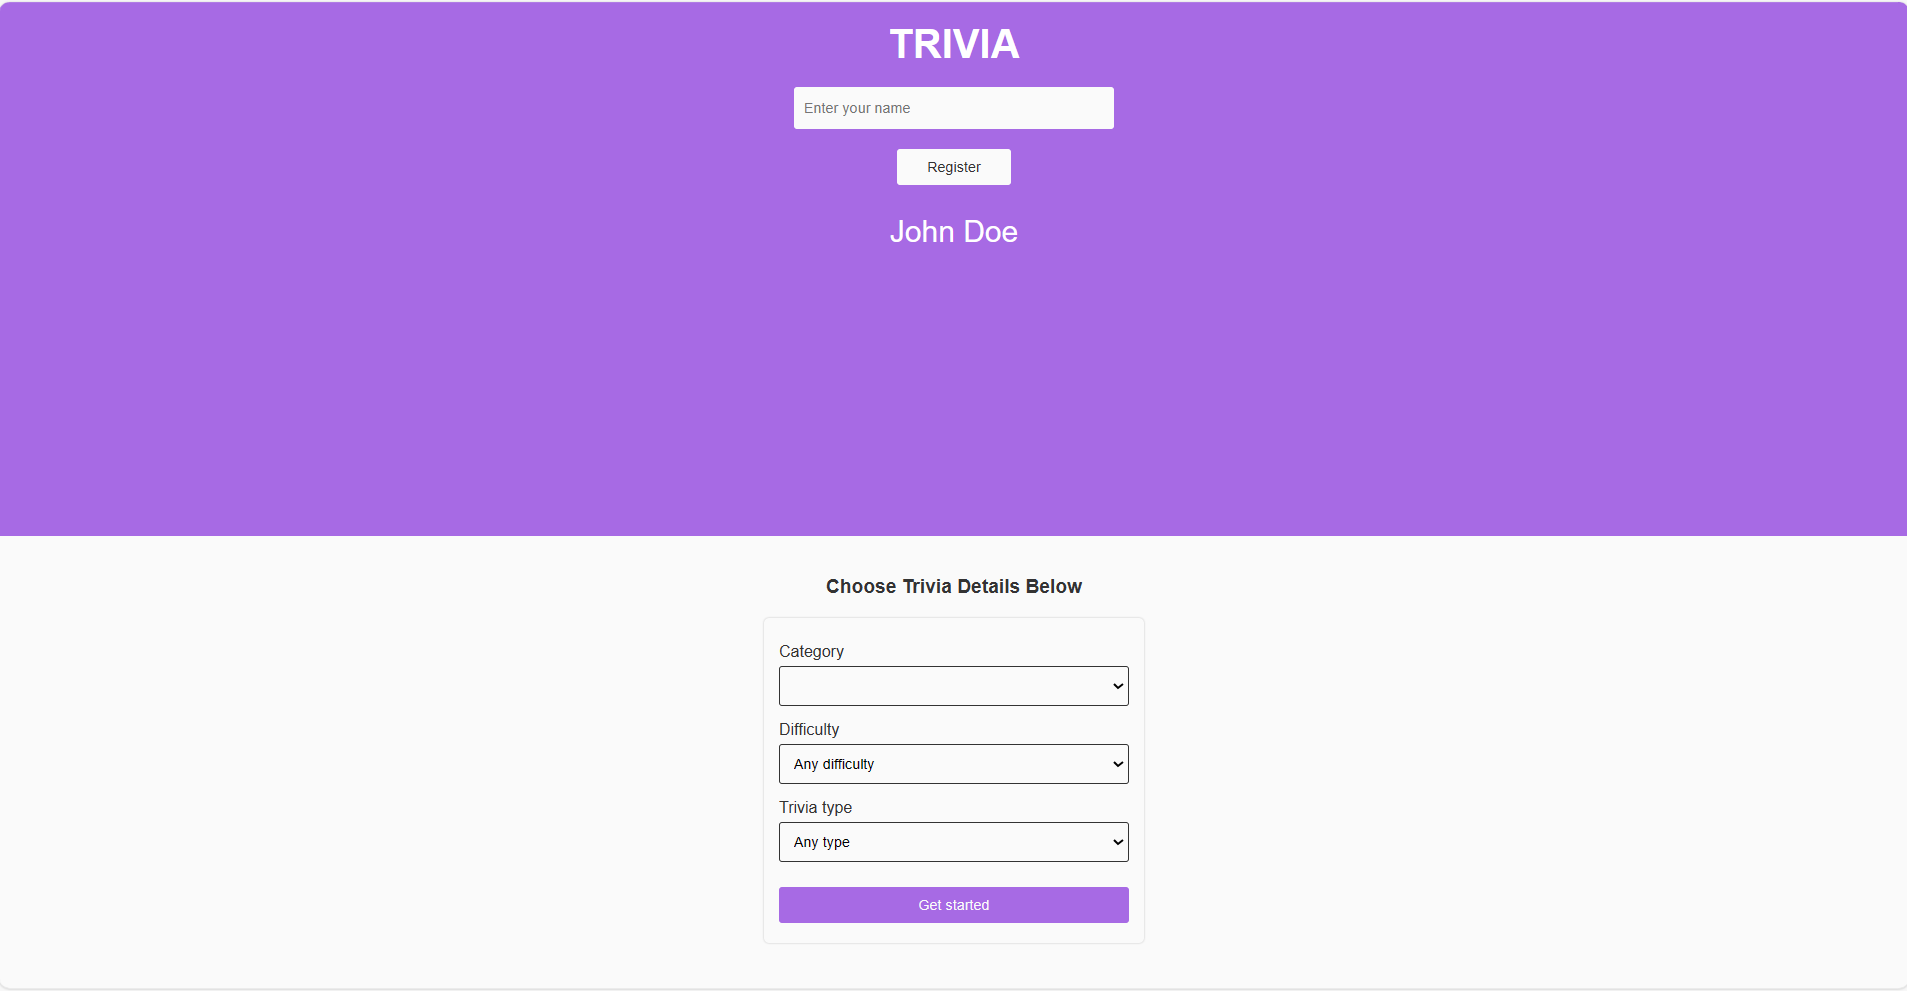 TRIVIA
Enter your name
Register
John Doe
Choose Trivia Details Below
Category
Difficulty
Any difficulty
Trivia type
Any type
Get started